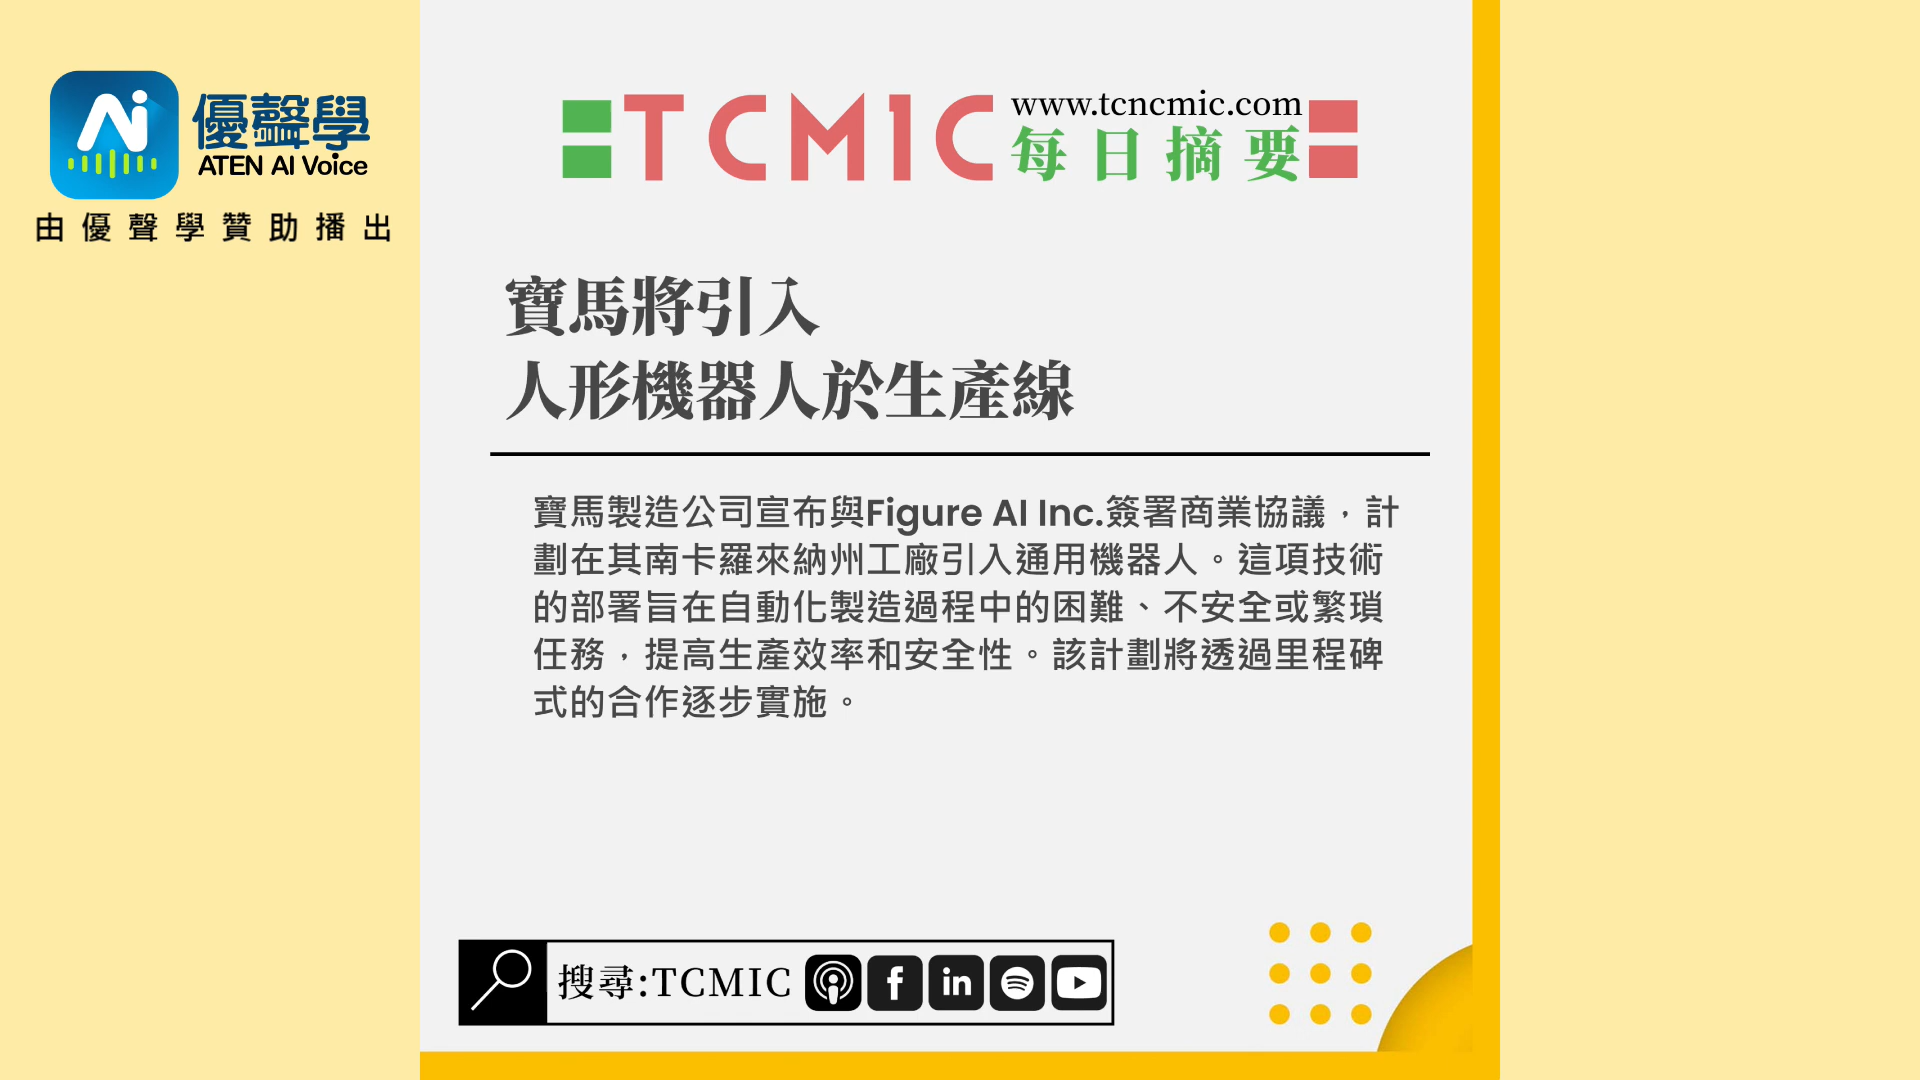 Ai
優聲學
ATEN AI Voice
由優聲學贊助播出
TCMIC
www.tcncmic.com
每日摘要
寶馬將引入
人形機器人於生產線
寶馬製造公司宣布與Figure AI Inc.簽署商業協議，計
劃在其南卡羅來納州工廠引入通用機器人。這項技術
的部署旨在自動化製造過程中的困難、不安全或繁瑣
任務，提高生產效率和安全性。該計劃將透過里程碑
式的合作逐步實施。
搜尋:TCMIC